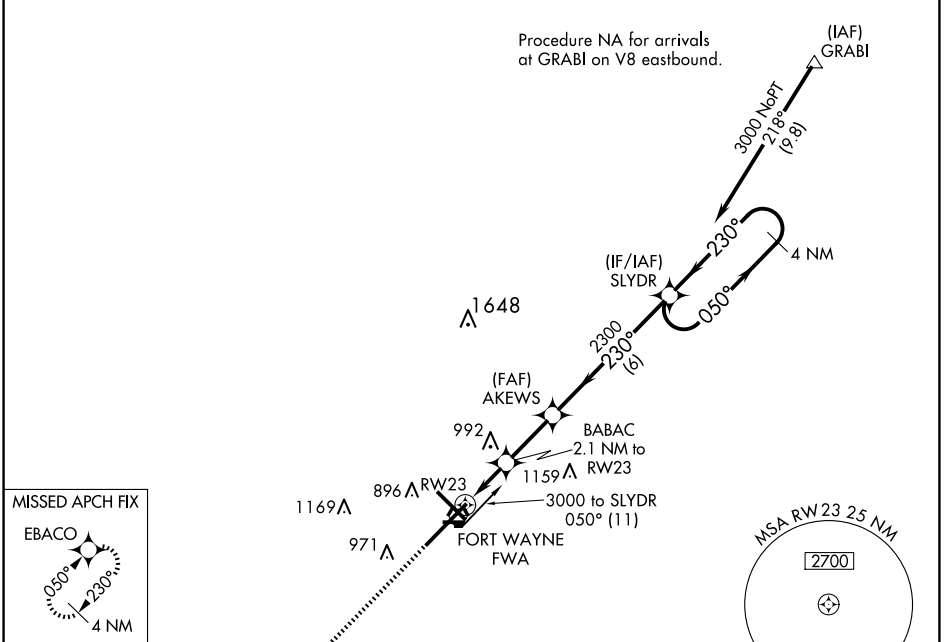 Procedure NA for arrivals
at GRABI on V8 eastbound.
(IAF)
GRABI
3000 NoPT
218°
(9.8)
230°
4 NM
050°
(IF/IAF)
SLYDR
1648
2300
230°
(6)
(FAF)
AKEWS
992
BABAC
2.1 NM to
RW23
1159
896
RW23
1169
3000 to SLYDR
050° (11)
971
FORT WAYNE
FWA
MISSED APCH FIX
EBACO
050°
230°
4 NM
MSA RW 23 25 NM
2700